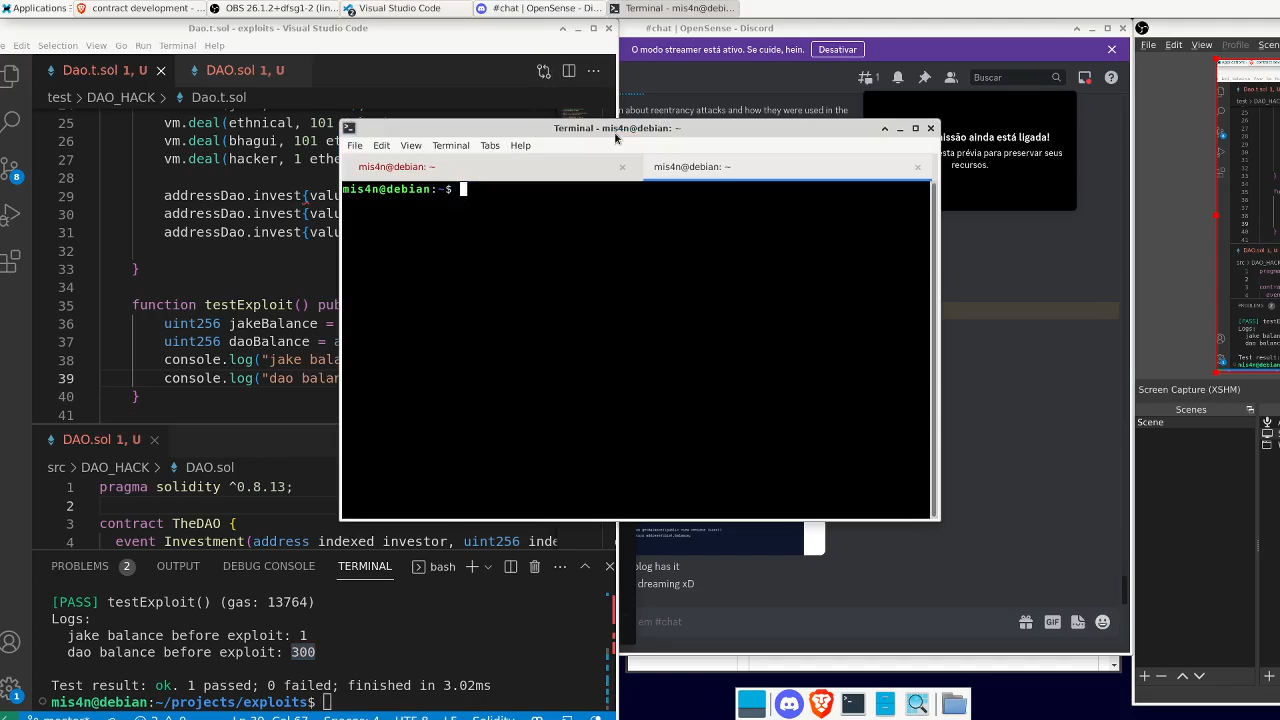 Applications
contract development - ...
OBS 26.1.2+dfsg1-2 (lin...
Visual Studio Code
#chat | OpenSense - Disc...
Terminal - mis4n@debi...
Dao.t.sol - exploits - Visual Studio Code
Edit Selection View Go Run Terminal Help
Dao.t.sol 1, U
DAO.sol 1, U
test > DAO_HACK > Dao.t.sol
25 vm.deal(ethnical, 101
26 vm.deal(bhagui, 101 et
27 vm.deal(hoker, 1 ethe
28
29 addressDao.invest{valu
30 addressDao.invest{valu
31 addressDao.invest{valu
32
33 }
34
35 function testExploit() pub
36 uint256 jakeBalance =
37 uint256 daoBalance = a
38 console.log("jake bala
39 console.log("dao balan
40 }
41
DAO.sol 1, U
src > DAO_HACK > DAO.sol
1 pragma solidity ^0.8.13;
2
3 contract TheDAO {
4 event Investment(address indexed investor, uint256 inde
PROBLEMS 2 OUTPUT DEBUG CONSOLE TERMINAL bash
[PASS] testExploit() (gas: 13764)
Logs:
jake balance before exploit: 1
dao balance before exploit: 300
Test result: ok. 1 passed; 0 failed; finished in 3.02ms
mis4n@debian:~/projects/exploits$
Terminal - mis4n@debian: ~
File Edit View Terminal Tabs Help
mis4n@debian: ~
mis4n@debian: ~
mis4n@debian:~$
#chat | OpenSense - Discord
O modo streamer está ativo. Se cuide, hein.
Desativar
1
Buscar
n about reentrancy attacks and how they were used in the
missão ainda está ligada!
esta prévia para preservar seus
recursos.
blog has it
dreaming xD
em #chat
GIF
File Edit View Profile Scen
Screen Capture (XSHM)
Scenes
Scene